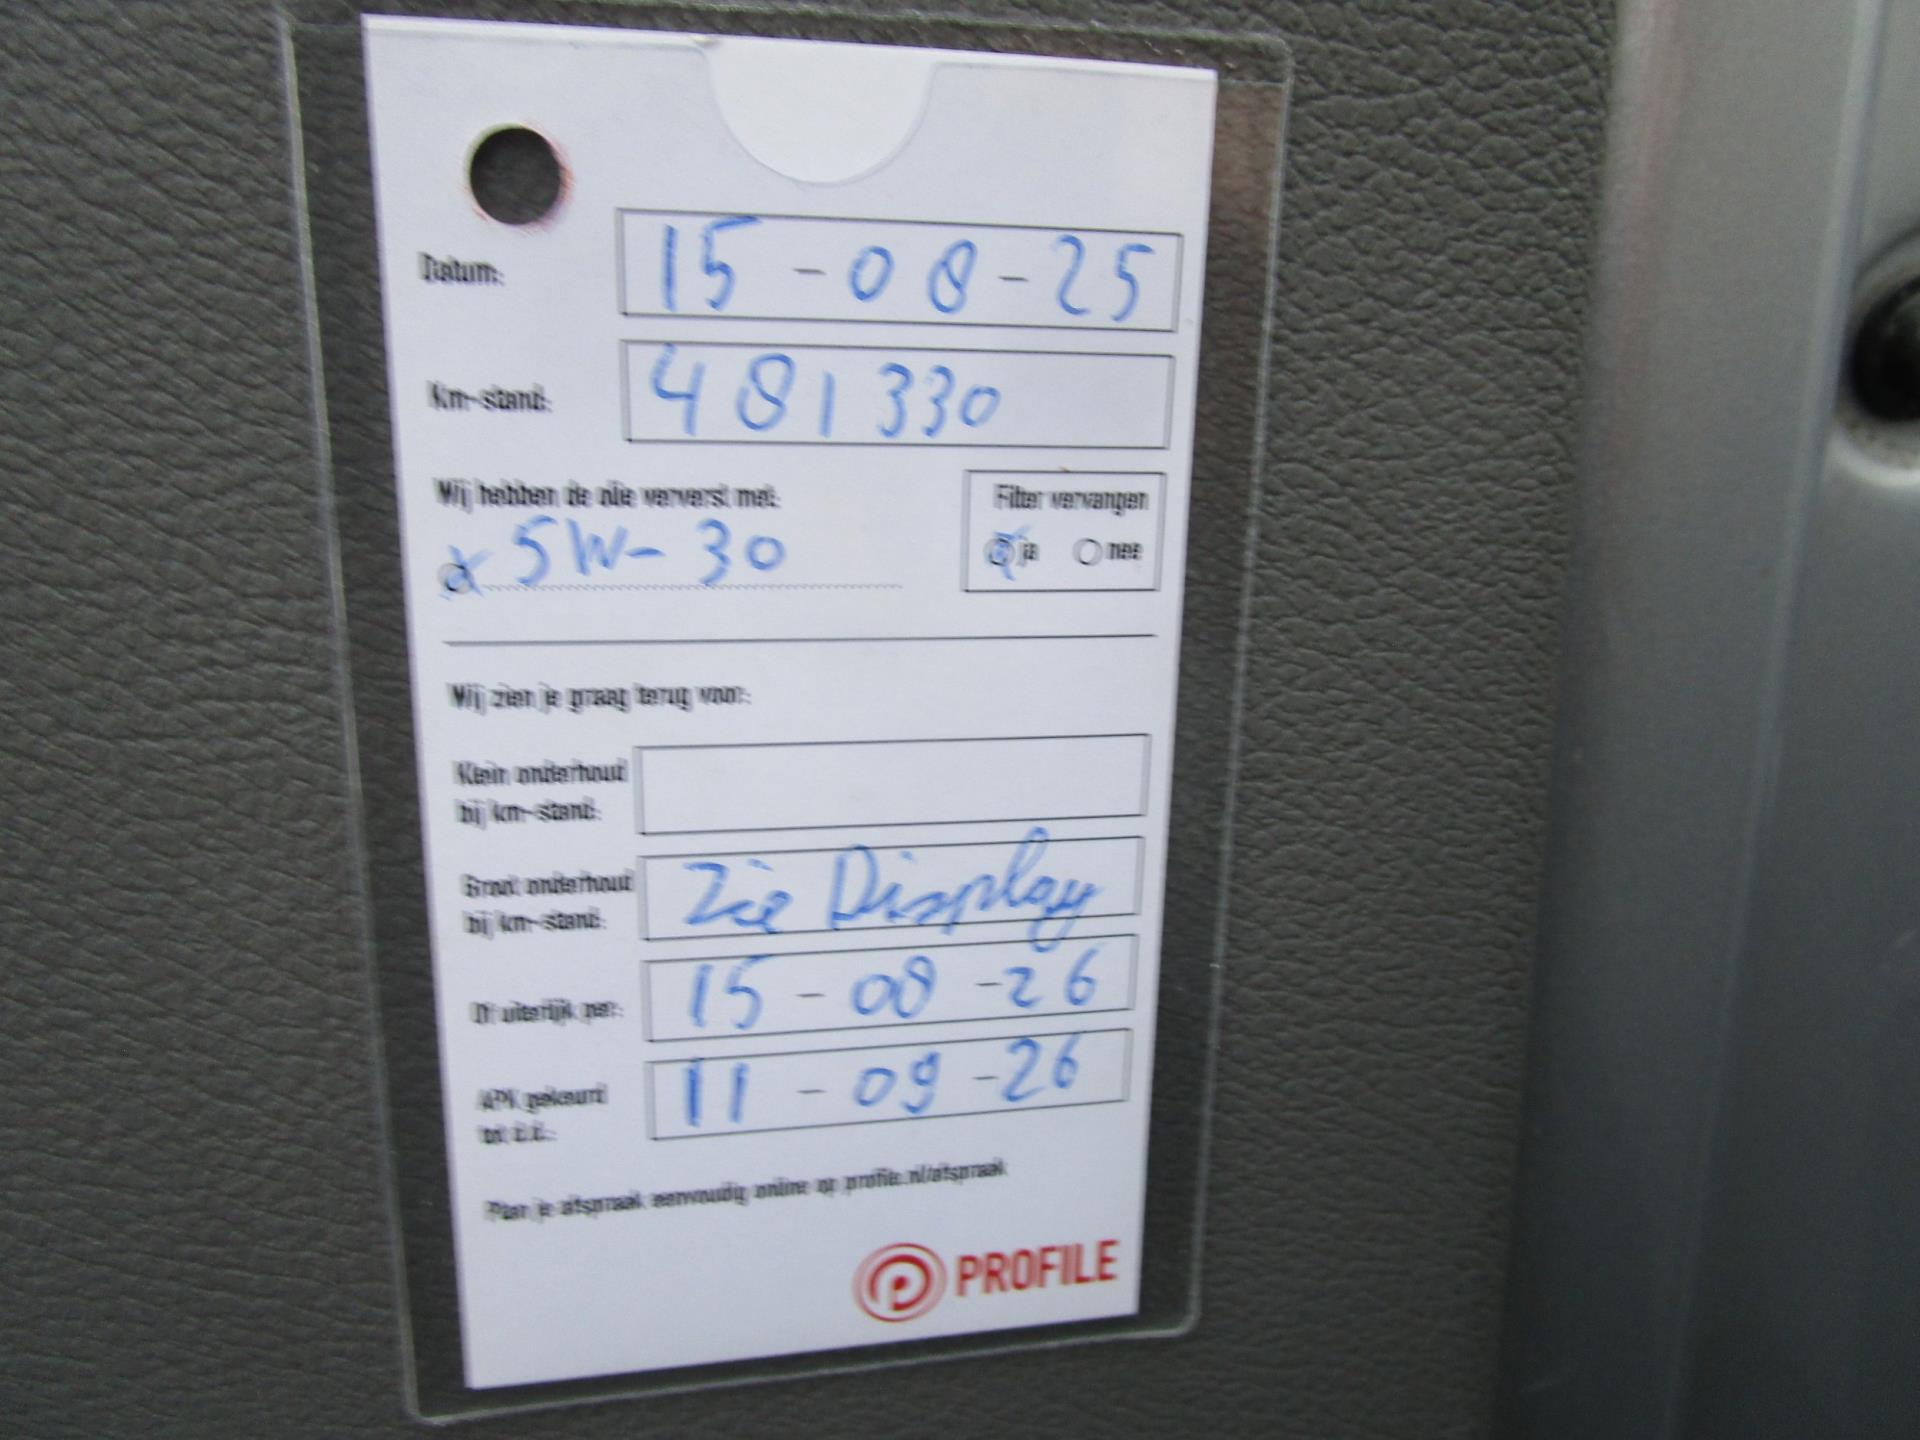 Datum: 15-08-25
Km-stand: 481330
Wij hebben de olie ververst met:
5W-30
Filter vervangen
ja nee
Wij zien je graag terug voor:
Klein onderhoud
bij km-stand:
Groot onderhoud
bij km-stand: Zie Display
Of uiterlijk per: 15-08-26
APK gekeurd
tot d.d.: 11-09-26
Plan je afspraak eenvoudig online op profile.nl/afspraak
PROFILE